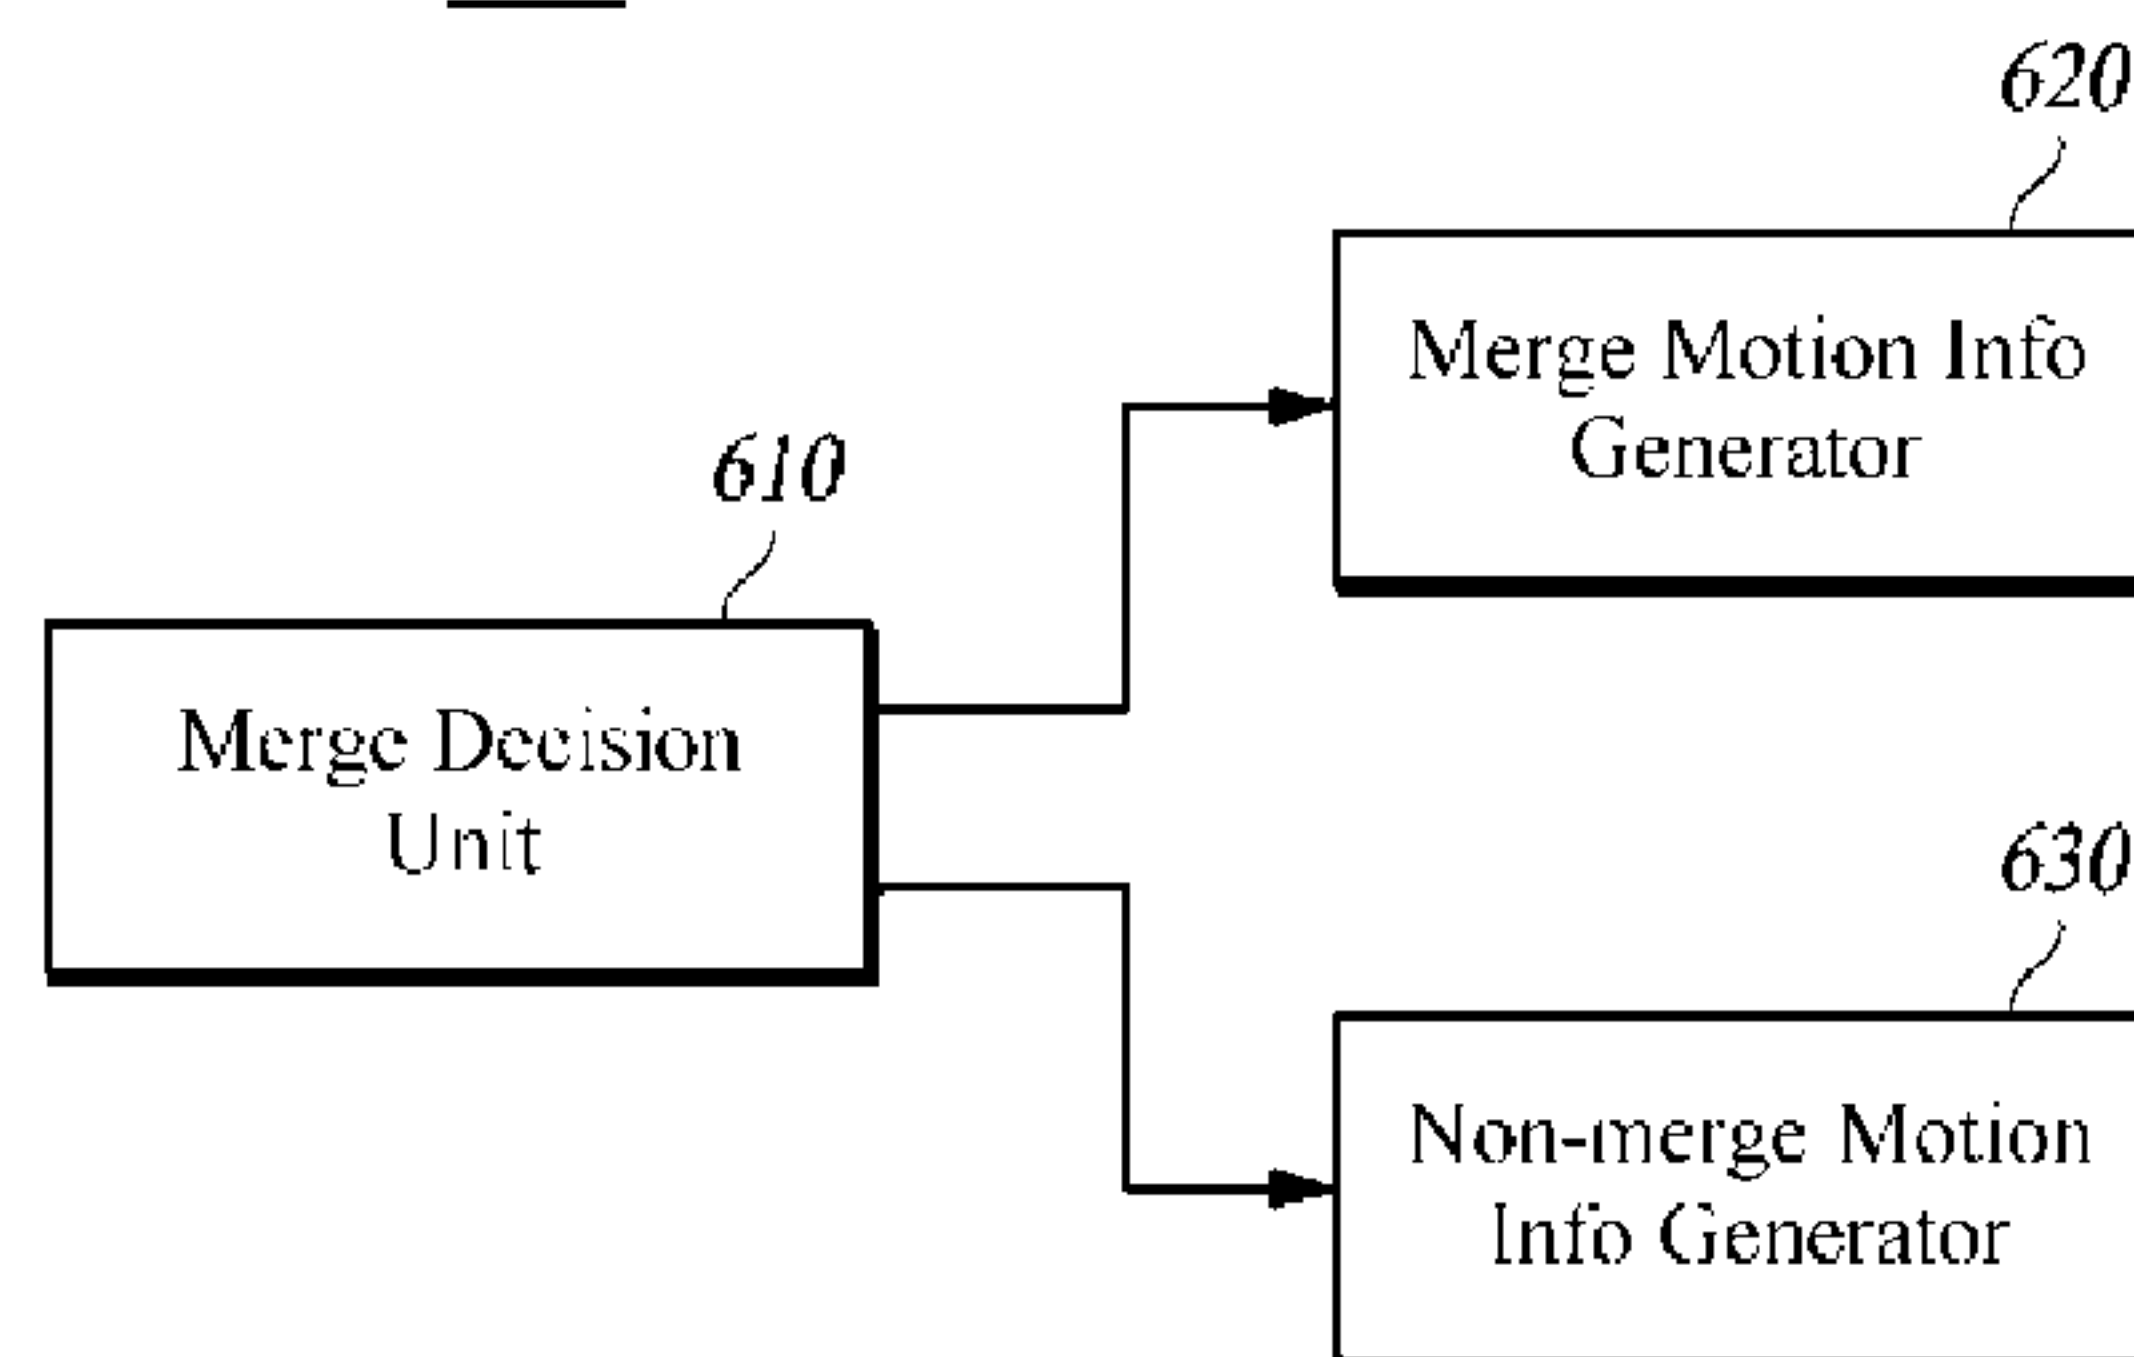 620
Merge Motion Info
Generator
610
Merge Decision
Unit
630
Non-merge Motion
Info Generator